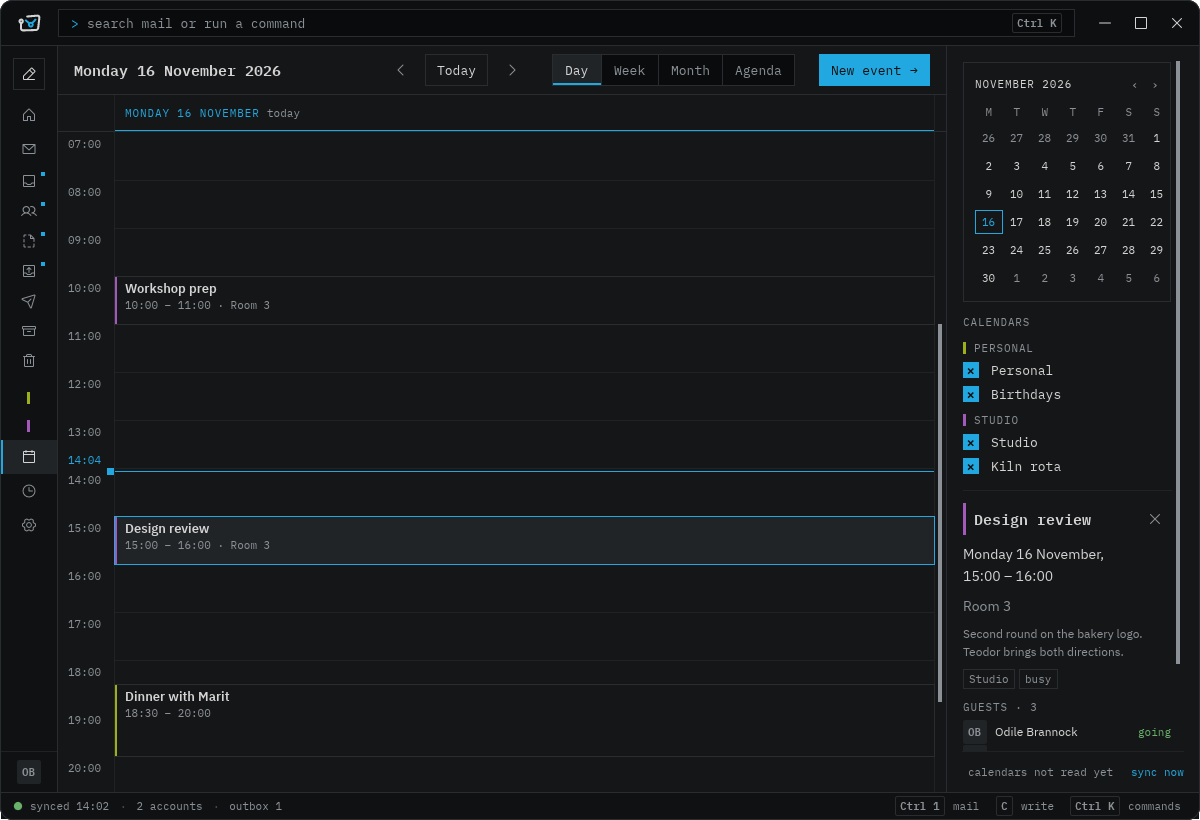 > search mail or run a command Ctrl K
Monday 16 November 2026 Today Day Week Month Agenda New event →
MONDAY 16 NOVEMBER today
07:00
08:00
09:00
10:00
Workshop prep
10:00 – 11:00 · Room 3
11:00
12:00
13:00
14:04
14:00
15:00
Design review
15:00 – 16:00 · Room 3
16:00
17:00
18:00
Dinner with Marit
18:30 – 20:00
19:00
20:00
NOVEMBER 2026 ‹ ›
M T W T F S S
26 27 28 29 30 31 1
2 3 4 5 6 7 8
9 10 11 12 13 14 15
16 17 18 19 20 21 22
23 24 25 26 27 28 29
30 1 2 3 4 5 6
CALENDARS
PERSONAL
Personal
Birthdays
STUDIO
Studio
Kiln rota
Design review
Monday 16 November,
15:00 – 16:00
Room 3
Second round on the bakery logo.
Teodor brings both directions.
Studio busy
GUESTS · 3
OB Odile Brannock going
calendars not read yet sync now
OB
synced 14:02 · 2 accounts · outbox 1 Ctrl 1 mail C write Ctrl K commands